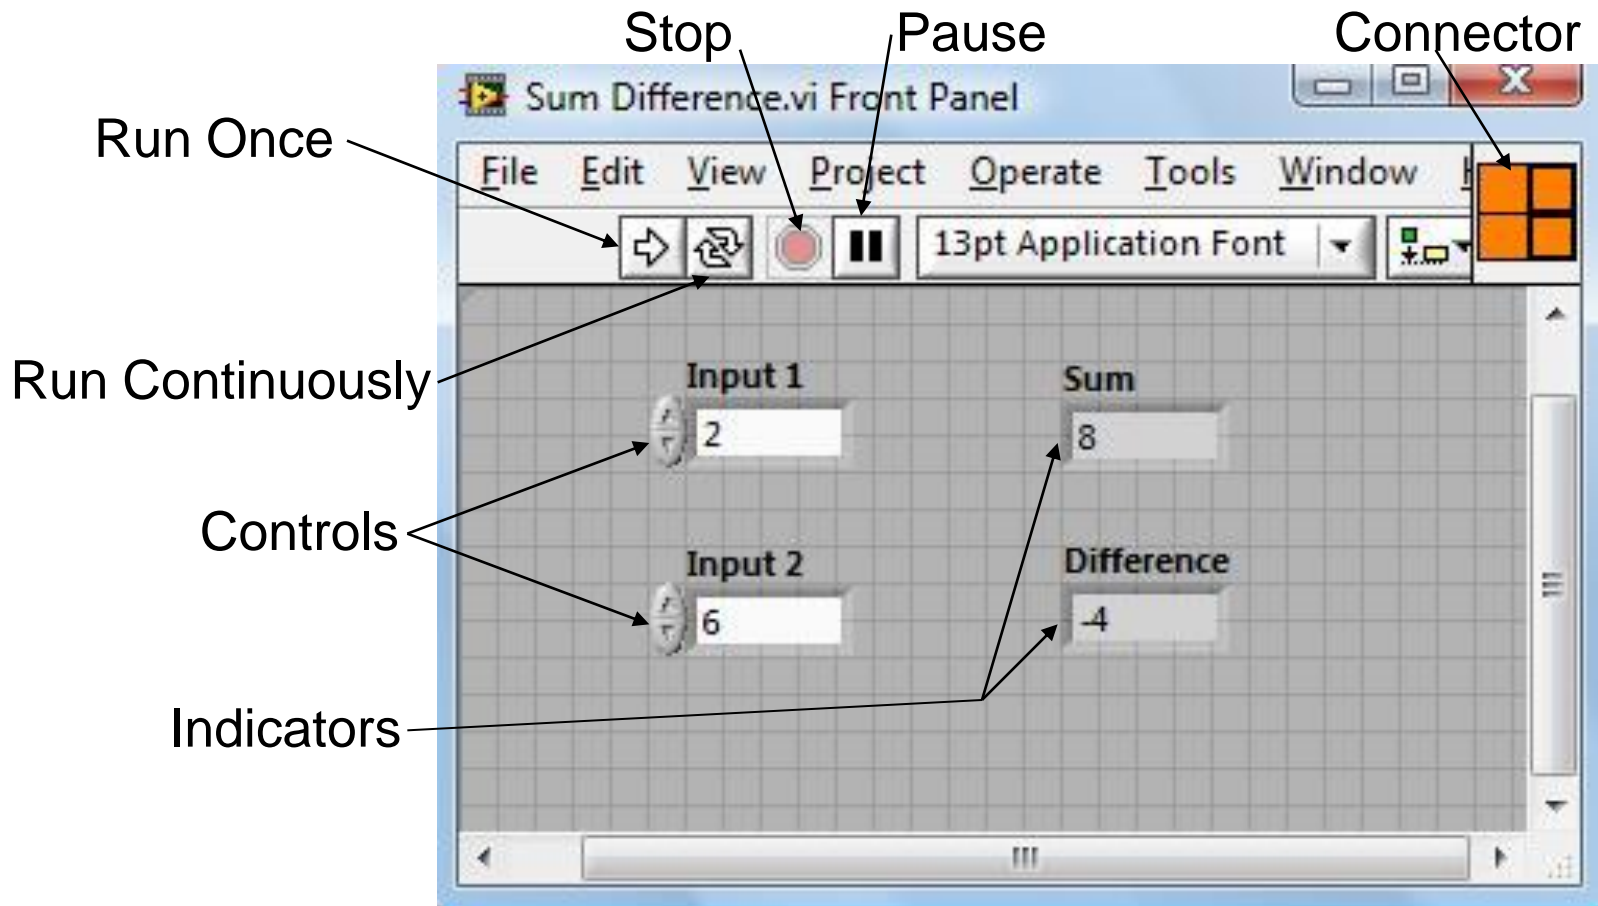 Stop Pause Connector
Sum Difference.vi Front Panel
Run Once
File Edit View Project Operate Tools Window
13pt Application Font
Run Continuously
Input 1 Sum
2 8
Controls
Input 2 Difference
6 -4
Indicators